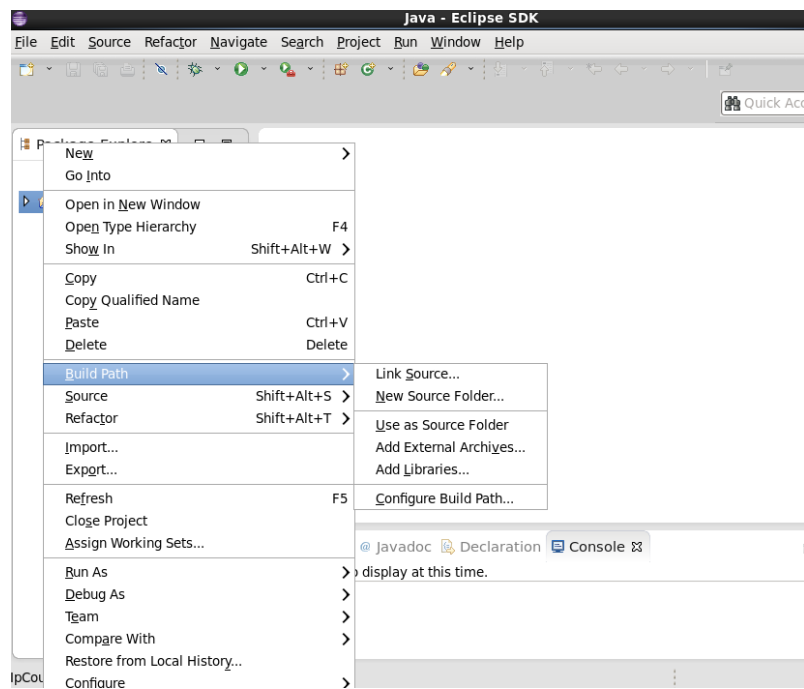 Java - Eclipse SDK
File Edit Source Refactor Navigate Search Project Run Window Help
Quick Acc
Package Explore
New
Go Into
Open in New Window
Open Type Hierarchy F4
Show In Shift+Alt+W
Copy Ctrl+C
Copy Qualified Name
Paste Ctrl+V
Delete Delete
Build Path Link Source...
Source Shift+Alt+S New Source Folder...
Refactor Shift+Alt+T Use as Source Folder
Import... Add External Archives...
Export... Add Libraries...
Refresh F5 Configure Build Path...
Close Project
Assign Working Sets... @ Javadoc Declaration Console
Run As display at this time.
Debug As
Team
Compare With
Restore from Local History...
IpCou Configure